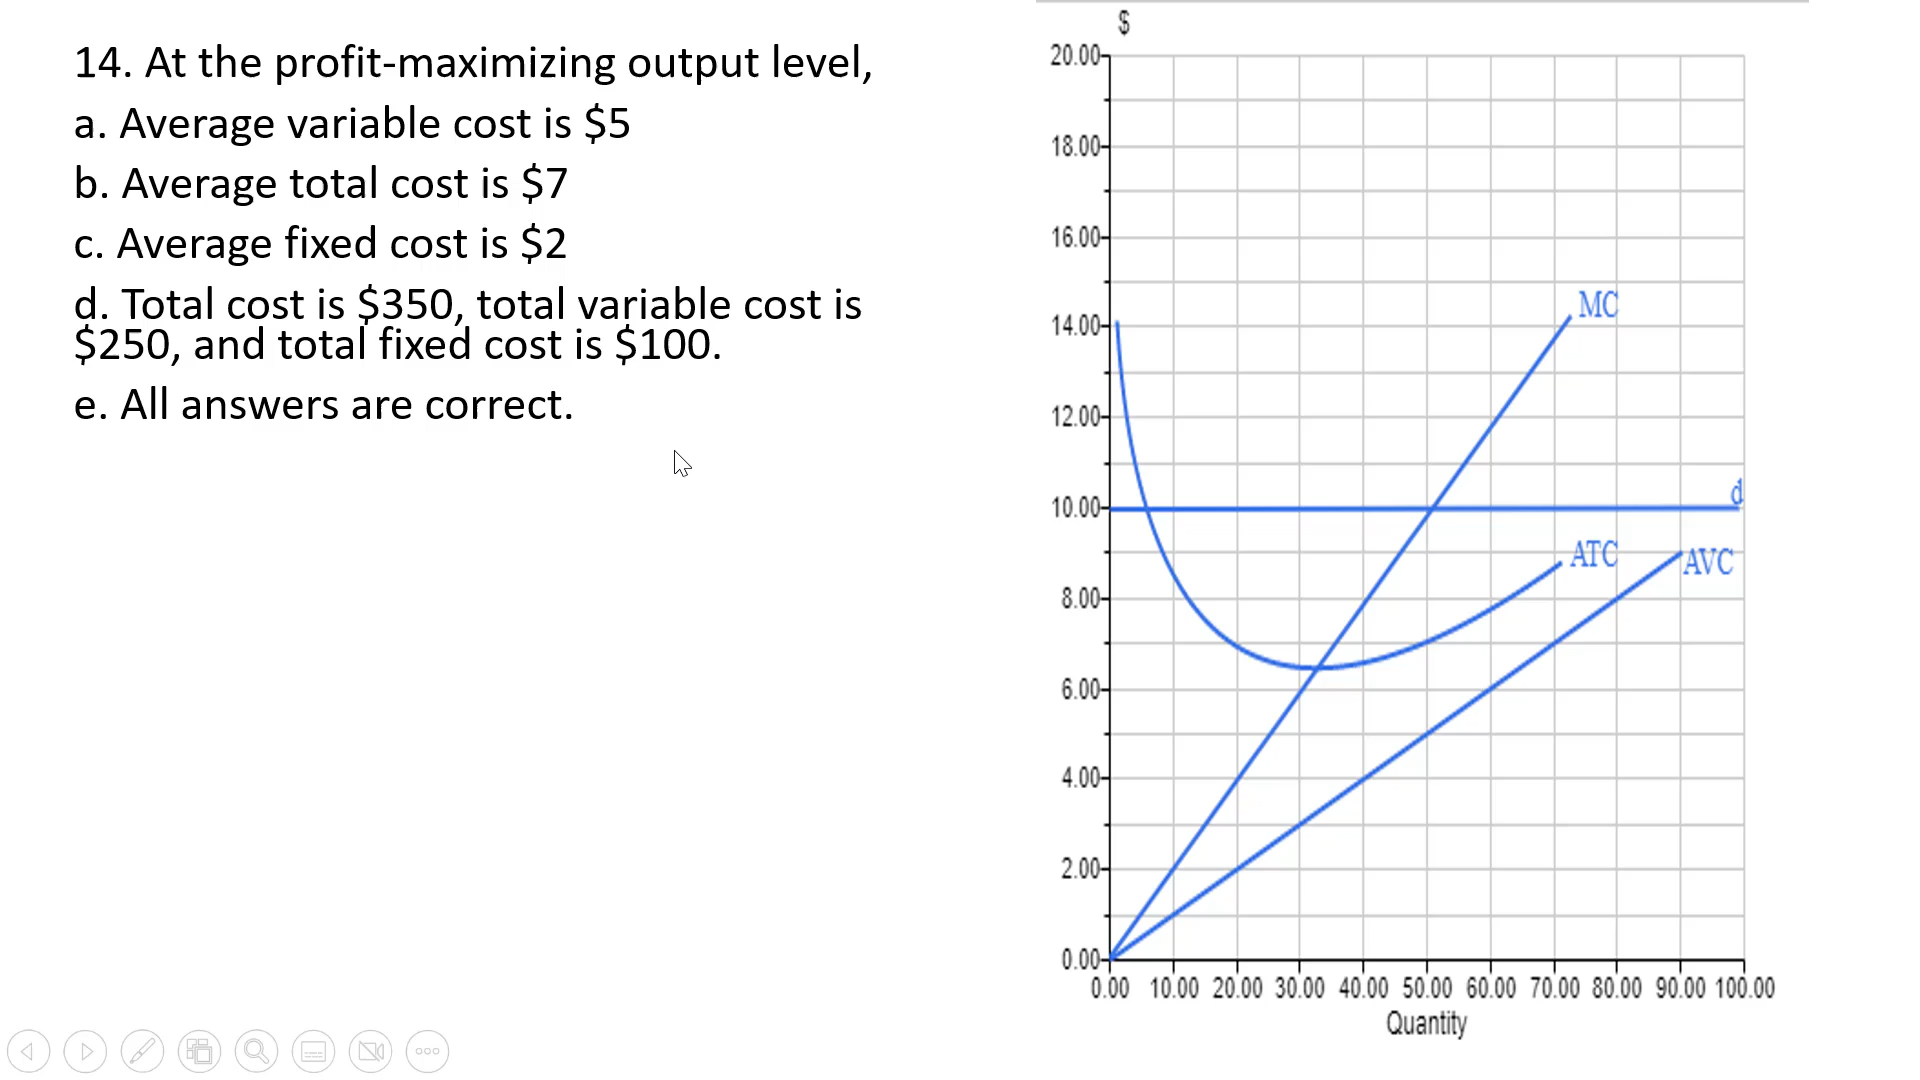 14. At the profit-maximizing output level,
a. Average variable cost is $5
b. Average total cost is $7
c. Average fixed cost is $2
d. Total cost is $350, total variable cost is
$250, and total fixed cost is $100.
e. All answers are correct.
$
20.00
18.00
16.00
14.00
12.00
10.00
8.00
6.00
4.00
2.00
0.00
MC
d
ATC
AVC
0.00 10.00 20.00 30.00 40.00 50.00 60.00 70.00 80.00 90.00 100.00
Quantity